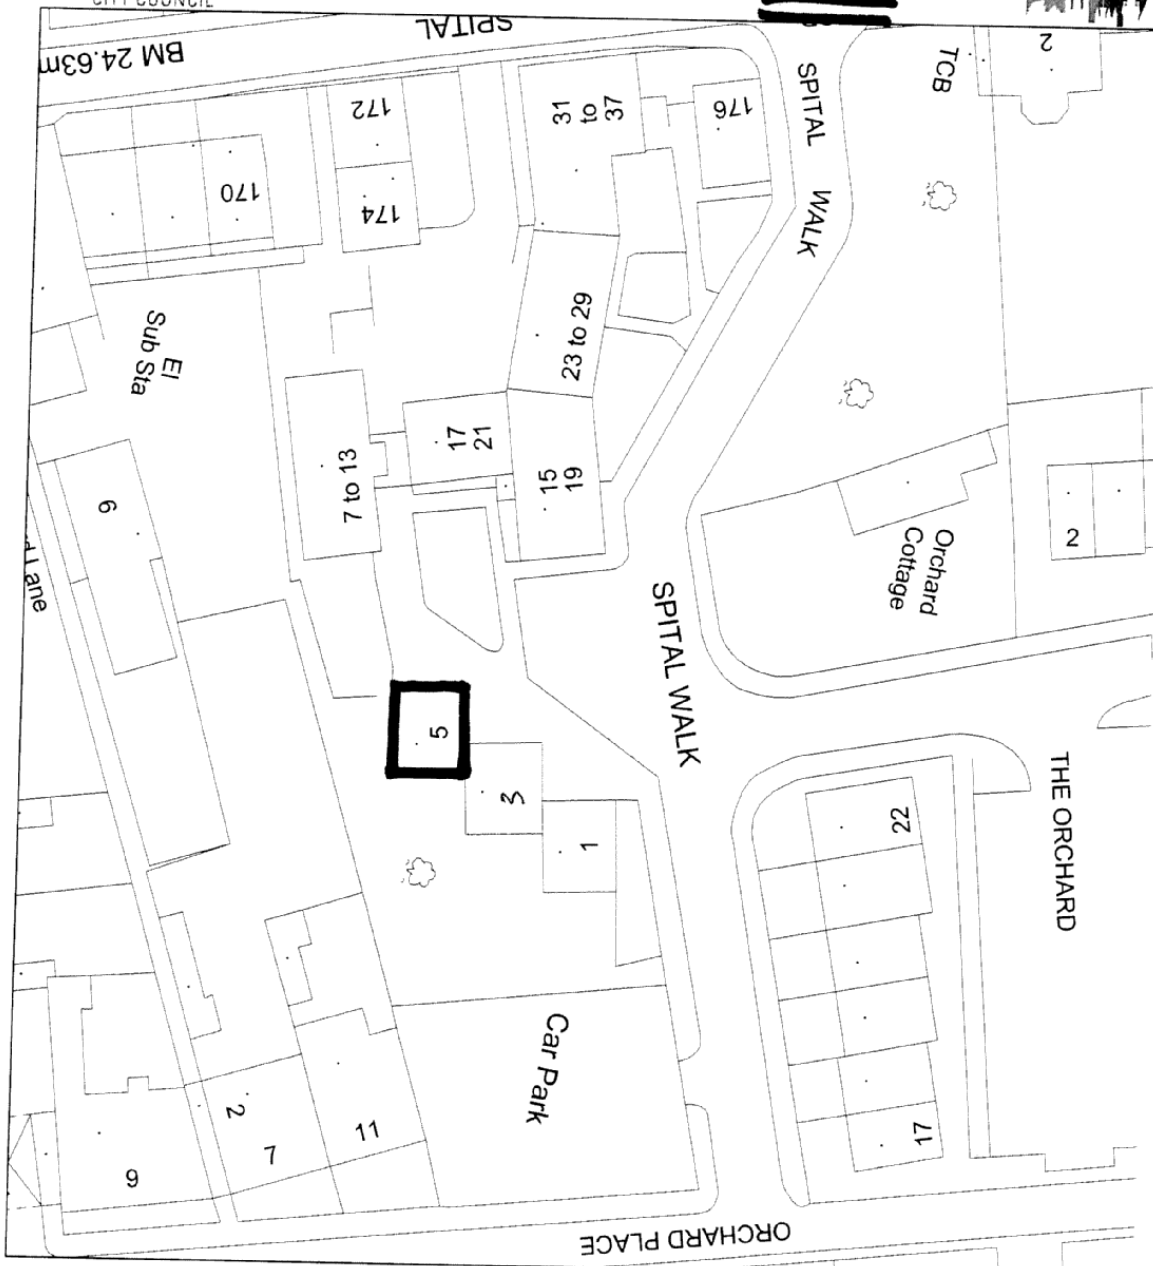 CITY COUNCIL
SPITAL
BM 24.63m
2
TCB
SPITAL
WALK
31
to
37
176
172
170
174
23 to 29
El
Sub Sta
17
21
15
19
7 to 13
6
Orchard
Cottage
2
Lane
SPITAL WALK
5
3
1
22
THE ORCHARD
Car Park
2
7
11
9
17
ORCHARD PLACE